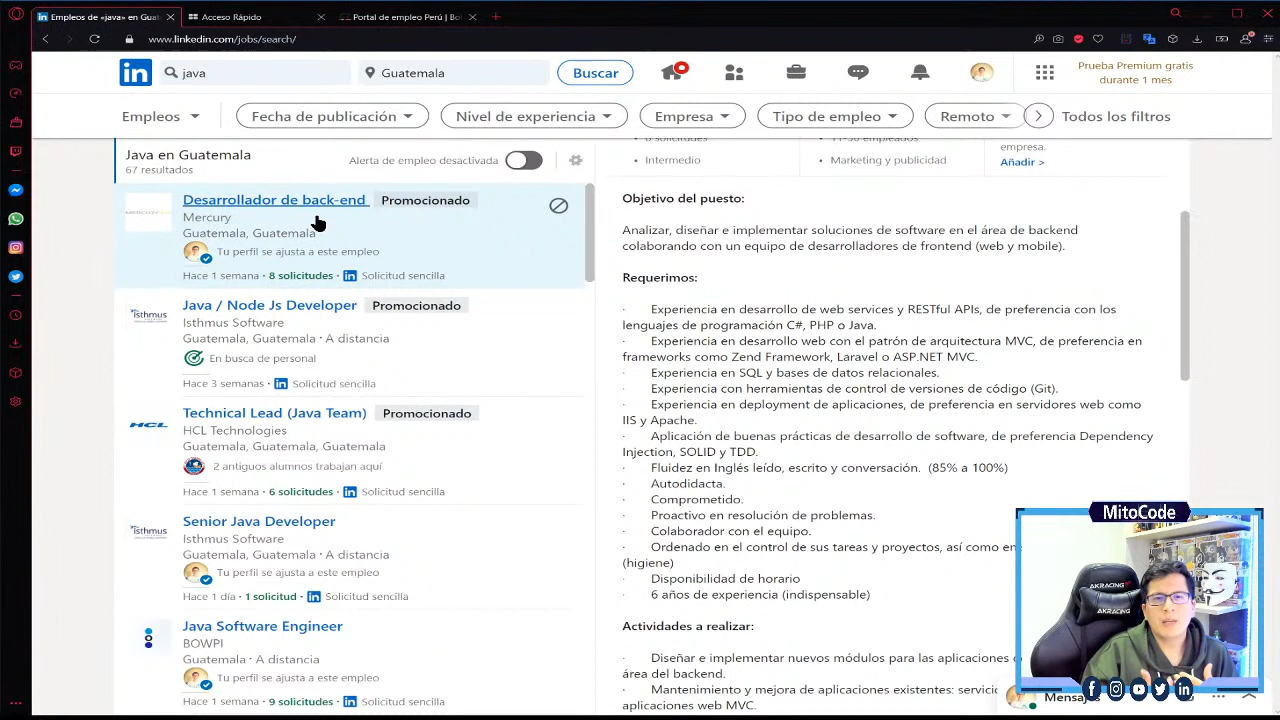 Empleos de «java» en Guat
Acceso Rápido
Portal de empleo Perú | Bo
www.linkedin.com/jobs/search/
in
java
Guatemala
Buscar
Prueba Premium gratis
durante 1 mes
Empleos
Fecha de publicación
Nivel de experiencia
Empresa
Tipo de empleo
Remoto
Todos los filtros
Java en Guatemala
67 resultados
Alerta de empleo desactivada
Desarrollador de back-end
Promocionado
Mercury
Guatemala, Guatemala
Tu perfil se ajusta a este empleo
Hace 1 semana · 8 solicitudes · Solicitud sencilla
Java / Node Js Developer
Promocionado
Isthmus Software
Guatemala, Guatemala · A distancia
En busca de personal
Hace 3 semanas · Solicitud sencilla
Technical Lead (Java Team)
Promocionado
HCL
HCL Technologies
Guatemala, Guatemala, Guatemala
2 antiguos alumnos trabajan aquí
Hace 1 semana · 6 solicitudes · Solicitud sencilla
Senior Java Developer
Isthmus Software
Guatemala, Guatemala · A distancia
Tu perfil se ajusta a este empleo
Hace 1 día · 1 solicitud · Solicitud sencilla
Java Software Engineer
BOWPI
Guatemala · A distancia
Tu perfil se ajusta a este empleo
Hace 1 semana · 9 solicitudes · Solicitud sencilla
· Intermedio
· Marketing y publicidad
empresa.
Añadir >
Objetivo del puesto:
Analizar, diseñar e implementar soluciones de software en el área de backend
colaborando con un equipo de desarrolladores de frontend (web y mobile).
Requerimos:
· Experiencia en desarrollo de web services y RESTful APIs, de preferencia con los
lenguajes de programación C#, PHP o Java.
· Experiencia en desarrollo web con el patrón de arquitectura MVC, de preferencia en
frameworks como Zend Framework, Laravel o ASP.NET MVC.
· Experiencia en SQL y bases de datos relacionales.
· Experiencia con herramientas de control de versiones de código (Git).
· Experiencia en deployment de aplicaciones, de preferencia en servidores web como
IIS y Apache.
· Aplicación de buenas prácticas de desarrollo de software, de preferencia Dependency
Injection, SOLID y TDD.
· Fluidez en Inglés leído, escrito y conversación. (85% a 100%)
· Autodidacta.
· Comprometido.
· Proactivo en resolución de problemas.
· Colaborador con el equipo.
· Ordenado en el control de sus tareas y proyectos, así como en
(higiene)
· Disponibilidad de horario
· 6 años de experiencia (indispensable)
Actividades a realizar:
· Diseñar e implementar nuevos módulos para las aplicaciones
área del backend.
· Mantenimiento y mejora de aplicaciones existentes: servici
aplicaciones web MVC.
MitoCode
AKRACING
AKRACING
Mensaj